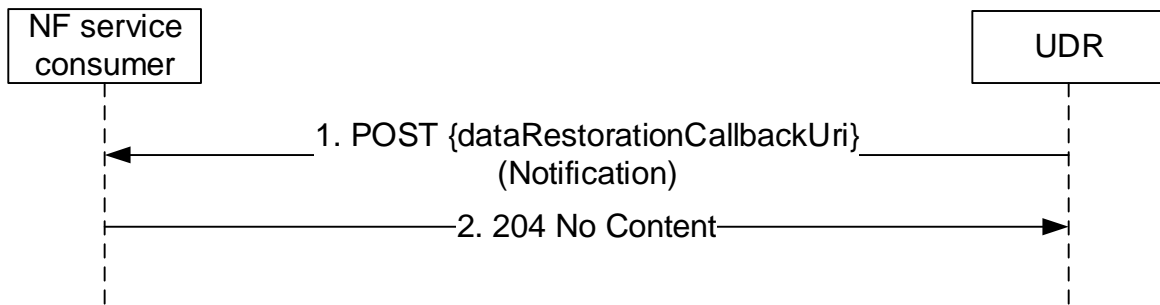 NF service
consumer
UDR
1. POST {dataRestorationCallbackUri}
(Notification)
2. 204 No Content